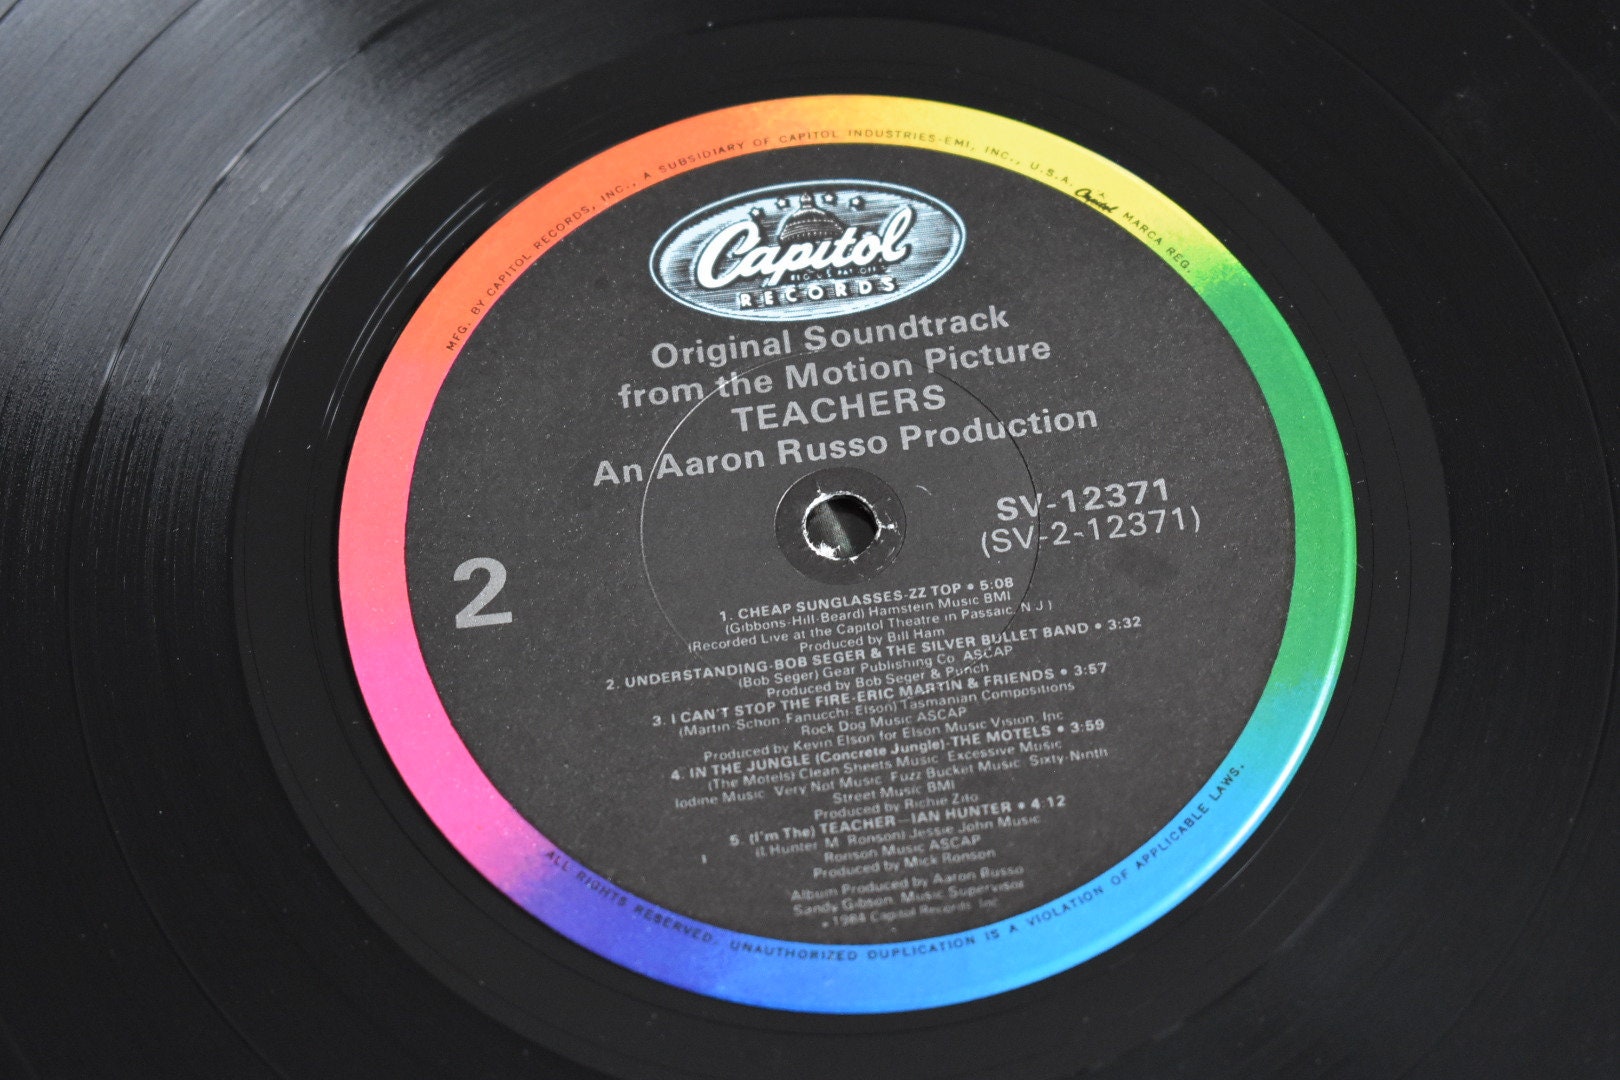 MFG. BY CAPITOL RECORDS, INC., A SUBSIDIARY OF CAPITOL INDUSTRIES-EMI, INC., U.S.A. Capitol MARCA REG.
Capitol
REG U S PAT OFF
RECORDS
Original Soundtrack
from the Motion Picture
TEACHERS
An Aaron Russo Production
SV-12371
(SV-2-12371)
2
1. CHEAP SUNGLASSES-ZZ TOP • 5:08
(Gibbons-Hill-Beard) Hamstein Music BMI
(Recorded Live at the Capitol Theatre in Passaic, N J )
Produced by Bill Ham
2. UNDERSTANDING-BOB SEGER & THE SILVER BULLET BAND • 3:32
(Bob Seger) Gear Publishing Co. ASCAP
Produced by Bob Seger & Punch
3. I CAN'T STOP THE FIRE-ERIC MARTIN & FRIENDS • 3:57
(Martin-Schon-Fanucchi-Elson) Tasmanian Compositions
Rock Dog Music ASCAP
Produced by Kevin Elson for Elson Music Vision, Inc.
4. IN THE JUNGLE (Concrete Jungle)-THE MOTELS • 3:59
(The Motels) Clean Sheets Music Excessive Music
Iodine Music Very Not Music Fuzz Bucket Music Sixty-Ninth
Street Music BMI
Produced by Richie Zito
5. (I'm The) TEACHER—IAN HUNTER • 4:12
(I. Hunter M. Ronson) Jessie John Music
Ronson Music ASCAP
Produced by Mick Ronson
Album Produced by Aaron Russo
Sandy Gibson, Music Supervisor
1984 Capitol Records, Inc.
ALL RIGHTS RESERVED. UNAUTHORIZED DUPLICATION IS A VIOLATION OF APPLICABLE LAWS.